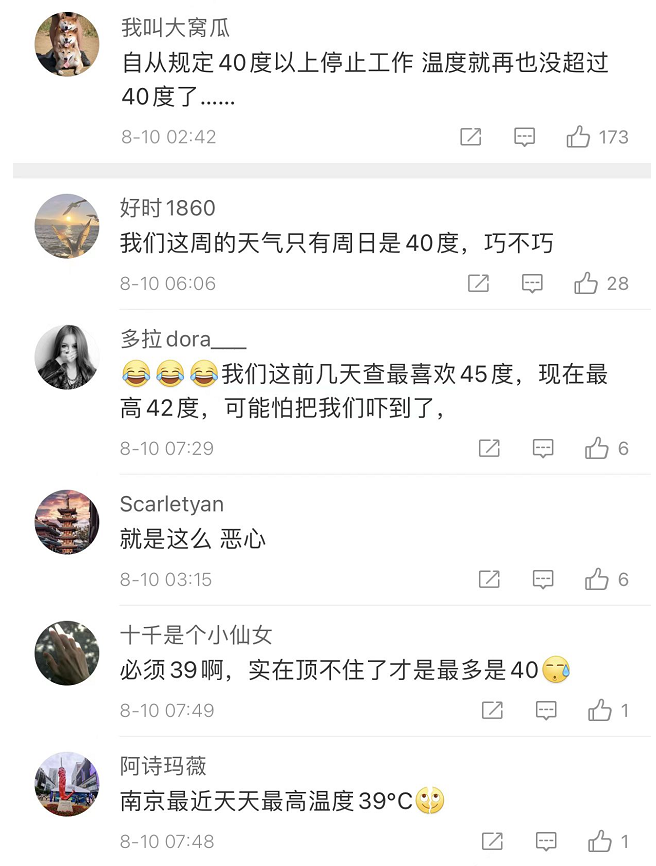 我叫大窝瓜
自从规定40度以上停止工作 温度就再也没超过
40度了......
8-10 02:42
173
好时1860
我们这周的天气只有周日是40度，巧不巧
8-10 06:06
28
多拉dora___
😂😂😂我们这前几天查最喜欢45度，现在最
高42度，可能怕把我们吓到了，
8-10 07:29
6
Scarletyan
就是这么 恶心
8-10 03:15
6
十千是个小仙女
必须39啊，实在顶不住了才是最多是40😥
8-10 07:49
1
阿诗玛薇
南京最近天天最高温度39°C🙄
8-10 07:48
1